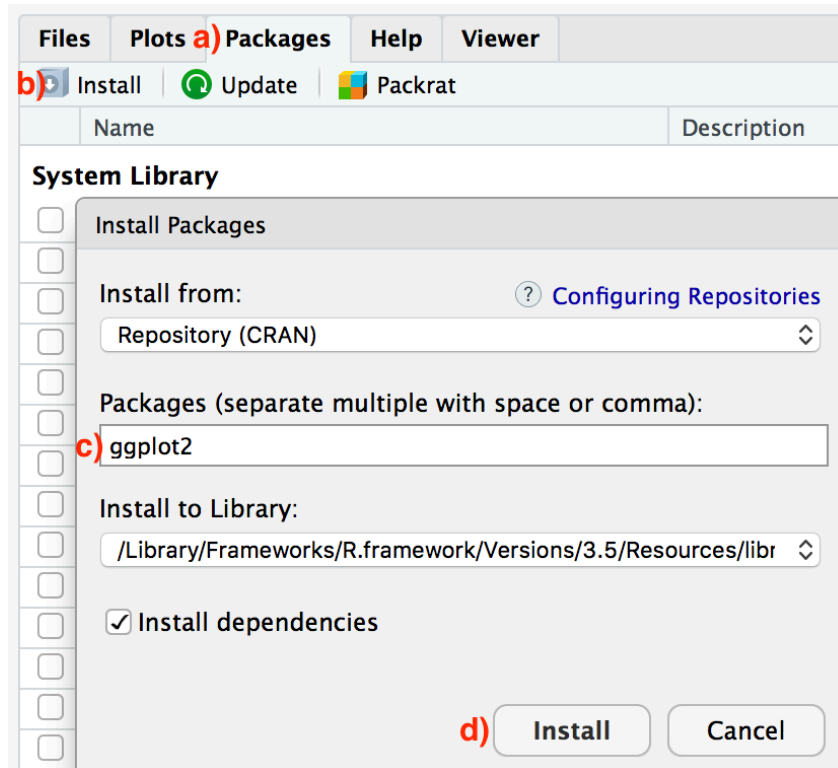 Files Plots a) Packages Help Viewer
b) Install Update Packrat
Name Description
System Library
Install Packages
Install from: ? Configuring Repositories
Repository (CRAN)
Packages (separate multiple with space or comma):
c) ggplot2
Install to Library:
/Library/Frameworks/R.framework/Versions/3.5/Resources/libr
Install dependencies
d) Install Cancel